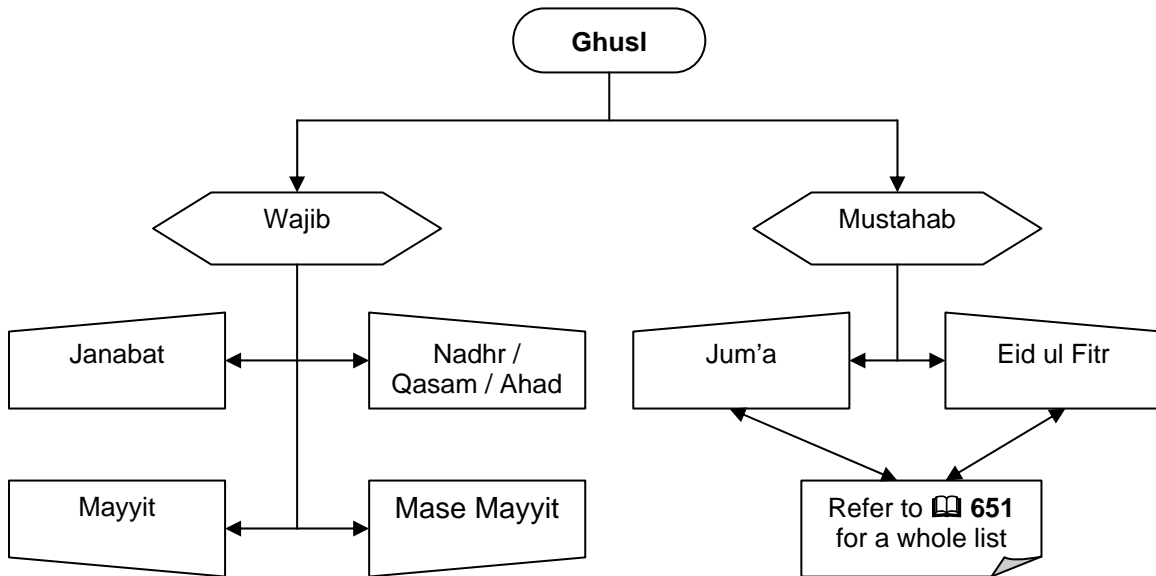 Ghusl
Wajib
Mustahab
Janabat
Nadhr /
Qasam / Ahad
Jum’a
Eid ul Fitr
Mayyit
Mase Mayyit
Refer to 🕮 651
for a whole list